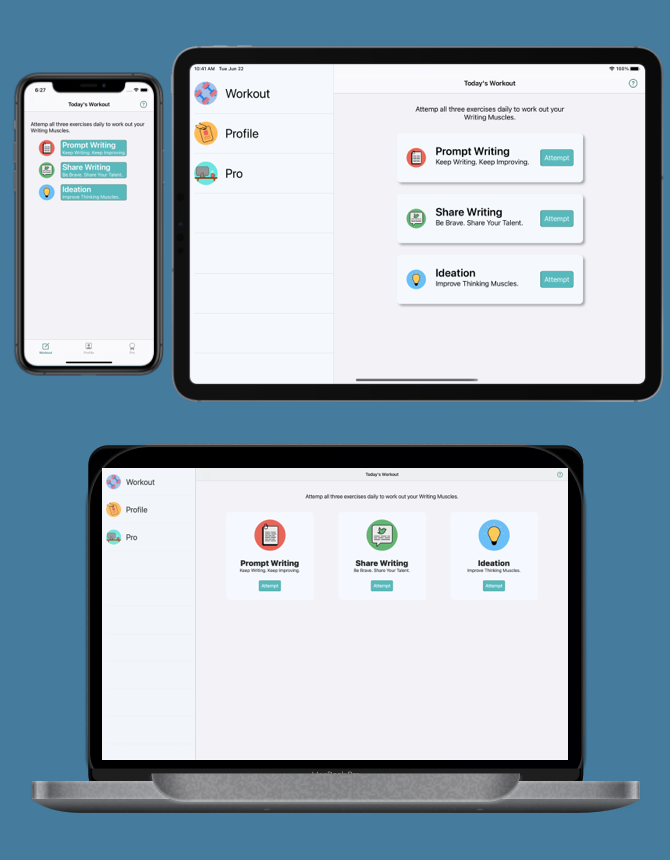 6:27
Today's Workout
?
Attemp all three exercises daily to work out your
Writing Muscles.
Prompt Writing
Keep Writing. Keep Improving.
Share Writing
Be Brave. Share Your Talent.
Ideation
Improve Thinking Muscles.
Workout
Profile
Pro
10:41 AM Tue Jun 22
100%
Workout
Profile
Pro
Today's Workout
?
Attemp all three exercises daily to work out your
Writing Muscles.
Prompt Writing
Keep Writing. Keep Improving.
Attempt
Share Writing
Be Brave. Share Your Talent.
Attempt
Ideation
Improve Thinking Muscles.
Attempt
Workout
Profile
Pro
Today's Workout
?
Attemp all three exercises daily to work out your Writing Muscles.
Prompt Writing
Keep Writing. Keep Improving.
Attempt
Share Writing
Be Brave. Share Your Talent.
Attempt
Ideation
Improve Thinking Muscles.
Attempt